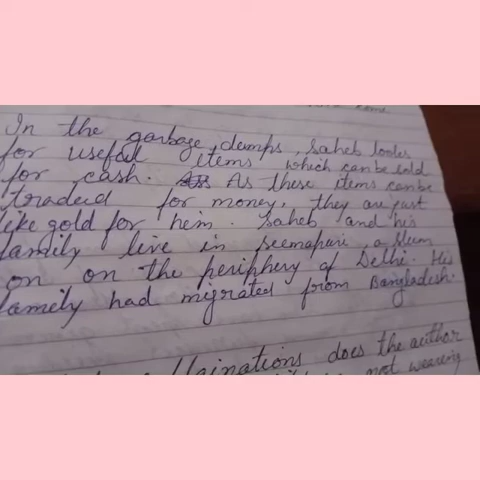 In the garbage dumps, Saheb looks
for useful items which can be sold
for cash. As these items can be
traded for money, they are just
like gold for him. Saheb and his
family live in Seemapuri, a slum
on on the periphery of Delhi. His
family had migrated from Bangladesh.
does the author
not wearing